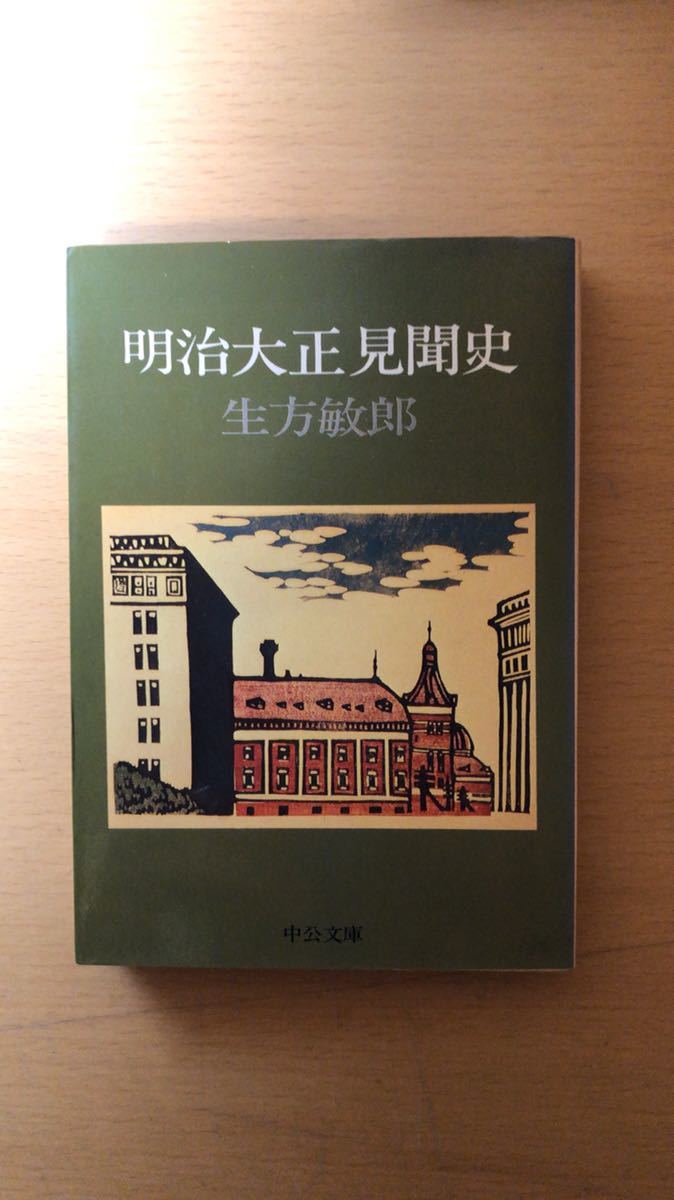 明治大正見聞史
生方敏郎
中公文庫